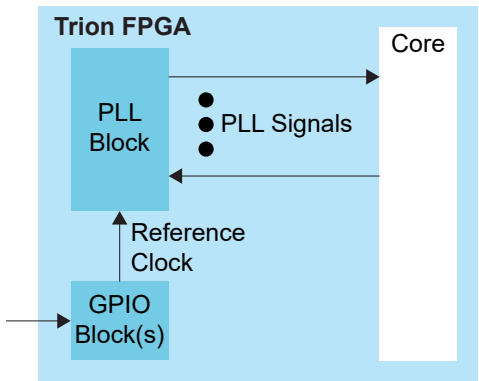 Trion FPGA
Core
PLL
Block
PLL Signals
Reference
Clock
GPIO
Block(s)